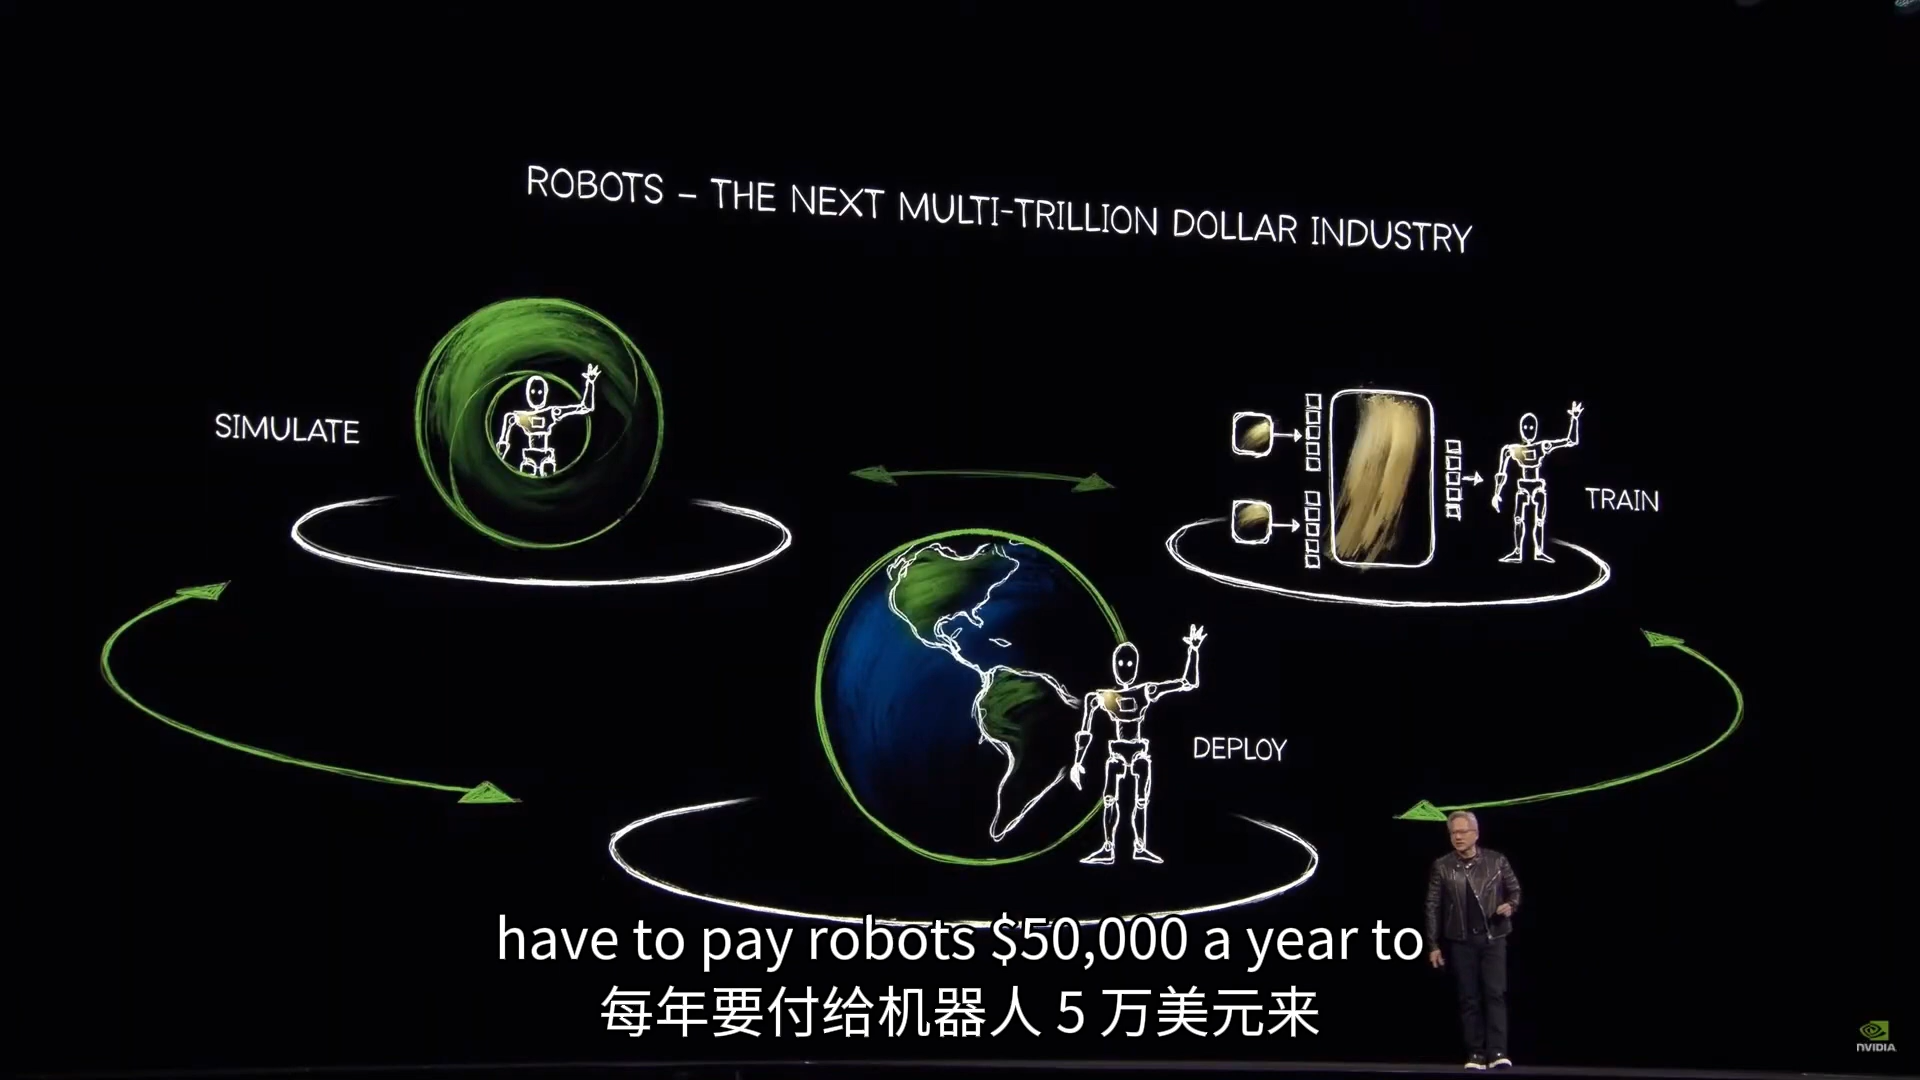 ROBOTS – THE NEXT MULTI-TRILLION DOLLAR INDUSTRY
SIMULATE
TRAIN
DEPLOY
have to pay robots $50,000 a year to
每年要付给机器人 5 万美元来
NVIDIA